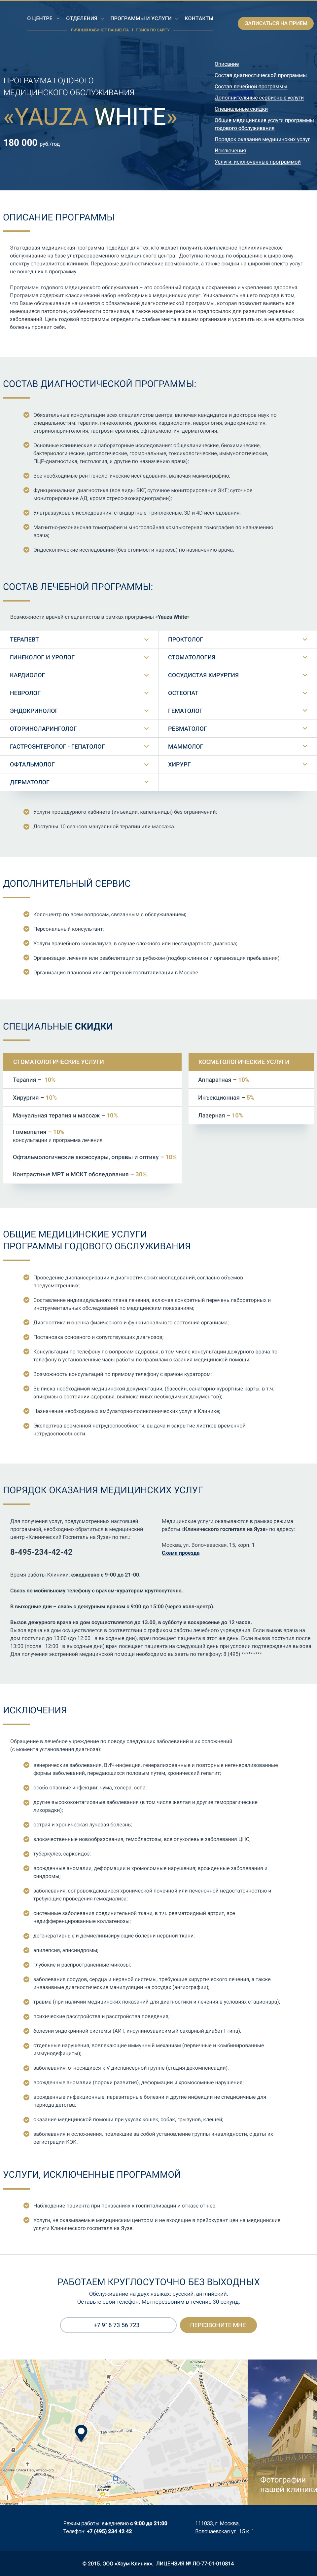 О ЦЕНТРЕ ОТДЕЛЕНИЯ ПРОГРАММЫ И УСЛУГИ КОНТАКТЫ
ЗАПИСАТЬСЯ НА ПРИЕМ
ЛИЧНЫЙ КАБИНЕТ ПАЦИЕНТА | ПОИСК ПО САЙТУ
ПРОГРАММА ГОДОВОГО
МЕДИЦИНСКОГО ОБСЛУЖИВАНИЯ
«YAUZA WHITE»
180 000 руб./год
Описание
Состав диагностической программы
Состав лечебной программы
Дополнительные сервисные услуги
Специальные скидки
Общие медицинские услуги программы
годового обслуживания
Порядок оказания медицинских услуг
Исключения
Услуги, исключенные программой
ОПИСАНИЕ ПРОГРАММЫ
Эта годовая медицинская программа подойдет для тех, кто желает получить комплексное поликлиническое
обслуживание на базе ультрасовременного медицинского центра. Доступна помощь по обращению к широкому
спектру специалистов клиники. Передовые диагностические возможности, а также скидки на широкий спектр услуг
не вошедших в программу.
Программы годового медицинского обслуживания – это особенный подход к сохранению и укреплению здоровья.
Программа содержит классический набор необходимых медицинских услуг. Уникальность нашего подхода в том,
что Ваше обслуживание начинается с обязательной диагностической программы, которая поможет выявить все
имеющиеся патологии, особенности организма, а также наличие рисков и предпосылок для развития серьезных
заболеваний. Цель годовой программы определить слабые места в вашем организме и укрепить их, а не ждать пока
болезнь проявит себя.
СОСТАВ ДИАГНОСТИЧЕСКОЙ ПРОГРАММЫ:
Обязательные консультации всех специалистов центра, включая кандидатов и докторов наук по
специальностям: терапия, гинекология, урология, кардиология, неврология, эндокринология,
оториноларингология, гастроэнтерология, офтальмология, дерматология;
Основные клинические и лабораторные исследования: общеклинические, биохимические,
бактериологические, цитологические, гормональные, токсикологические, иммунологические,
ПЦР-диагностика, гистология, и другие по назначению врача);
Все необходимые рентгенологические исследования, включая маммографию;
Функциональная диагностика (все виды ЭКГ, суточное мониторирование ЭКГ; суточное
мониторирование АД, кроме стресс-эхокардиографии);
Ультразвуковые исследования: стандартные, триплексные, 3D и 4D-исследования;
Магнитно-резонансная томография и многослойная компьютерная томография по назначению
врача;
Эндоскопические исследования (без стоимости наркоза) по назначению врача.
СОСТАВ ЛЕЧЕБНОЙ ПРОГРАММЫ:
Возможности врачей-специалистов в рамках программы «Yauza White»
ТЕРАПЕВТ
ПРОКТОЛОГ
ГИНЕКОЛОГ И УРОЛОГ
СТОМАТОЛОГИЯ
КАРДИОЛОГ
СОСУДИСТАЯ ХИРУРГИЯ
НЕВРОЛОГ
ОСТЕОПАТ
ЭНДОКРИНОЛОГ
ГЕМАТОЛОГ
ОТОРИНОЛАРИНГОЛОГ
РЕВМАТОЛОГ
ГАСТРОЭНТЕРОЛОГ - ГЕПАТОЛОГ
МАММОЛОГ
ОФТАЛЬМОЛОГ
ХИРУРГ
ДЕРМАТОЛОГ
Услуги процедурного кабинета (инъекции, капельницы) без ограничений;
Доступны 10 сеансов мануальной терапии или массажа.
ДОПОЛНИТЕЛЬНЫЙ СЕРВИС
Колл-центр по всем вопросам, связанным с обслуживанием;
Персональный консультант;
Услуги врачебного консилиума, в случае сложного или нестандартного диагноза;
Организация лечения или реабилитации за рубежом (подбор клиники и организация пребывания);
Организация плановой или экстренной госпитализации в Москве.
СПЕЦИАЛЬНЫЕ СКИДКИ
СТОМАТОЛОГИЧЕСКИЕ УСЛУГИ
Терапия – 10%
Хирургия – 10%
Мануальная терапия и массаж – 10%
Гомеопатия – 10%
консультации и программа лечения
Офтальмологические аксессуары, оправы и оптику – 10%
Контрастные МРТ и МСКТ обследования – 30%
КОСМЕТОЛОГИЧЕСКИЕ УСЛУГИ
Аппаратная – 10%
Инъекционная – 5%
Лазерная – 10%
ОБЩИЕ МЕДИЦИНСКИЕ УСЛУГИ
ПРОГРАММЫ ГОДОВОГО ОБСЛУЖИВАНИЯ
Проведение диспансеризации и диагностических исследований, согласно объемов
предусмотренных;
Составление индивидуального плана лечения, включая конкретный перечень лабораторных и
инструментальных обследований по медицинским показаниям;
Диагностика и оценка физического и функционального состояния организма;
Постановка основного и сопутствующих диагнозов;
Консультации по телефону по вопросам здоровья, в том числе консультации дежурного врача по
телефону в установленные часы работы по правилам оказания медицинской помощи;
Возможность консультаций по прямому телефону с врачом куратором;
Выписка необходимой медицинской документации, (бассейн, санаторно-курортные карты, в т.ч.
эпикризы о состоянии здоровья, выписка иных необходимых документов);
Назначение необходимых амбулаторно-поликлинических услуг в Клинике;
Экспертиза временной нетрудоспособности, выдача и закрытие листков временной
нетрудоспособности.
ПОРЯДОК ОКАЗАНИЯ МЕДИЦИНСКИХ УСЛУГ
Для получения услуг, предусмотренных настоящей
программой, необходимо обратиться в медицинский
центр «Клинический Госпиталь на Яузе» по тел.:
8-495-234-42-42
Медицинские услуги оказываются в рамках режима
работы «Клинического госпиталя на Яузе» по адресу:
Москва, ул. Волочаевская, 15, корп. 1
Схема проезда
Время работы Клиники: ежедневно с 9-00 до 21-00.
Связь по мобильному телефону с врачом-куратором круглосуточно.
В выходные дни – связь с дежурным врачом с 9:00 до 15:00 (через колл-центр).
Вызов дежурного врача на дом осуществляется до 13.00, в субботу и воскресенье до 12 часов.
Вызов врача на дом осуществляется в соответствии с графиком работы лечебного учреждения. Если вызов врача на
дом поступил до 13:00 (до 12:00 в выходные дни), врач посещает пациента в этот же день. Если вызов поступил после
13:00 (после 12:00 в выходные дни) врач посещает пациента на следующий день при условии подтверждения вызова.
Для получения экстренной медицинской помощи необходимо вызвать по телефону: 8 (495) *********
ИСКЛЮЧЕНИЯ
Обращение в лечебное учреждение по поводу следующих заболеваний и их осложнений
(с момента установления диагноза):
венерические заболевания, ВИЧ-инфекция, генерализованные и повторные негенерализованные
формы заболеваний, передающихся половым путем, хронический гепатит;
особо опасные инфекции: чума, холера, оспа;
другие высококонтагиозные заболевания (в том числе желтая и другие геморрагические
лихорадки);
острая и хроническая лучевая болезнь;
злокачественные новообразования, гемобластозы, все опухолевые заболевания ЦНС;
туберкулез, саркоидоз;
врожденные аномалии, деформации и хромосомные нарушения; врожденные заболевания и
синдромы;
заболевания, сопровождающиеся хронической почечной или печеночной недостаточностью и
требующие проведения гемодиализа;
системные заболевания соединительной ткани, в т.ч. ревматоидный артрит, все
недифференцированные коллагенозы;
дегенеративные и демиелинизирующие болезни нервной ткани;
эпилепсия, эписиндромы;
глубокие и распространенные микозы;
заболевания сосудов, сердца и нервной системы, требующие хирургического лечения, а также
инвазивные диагностические манипуляции на сосудах (ангиографии);
травма (при наличии медицинских показаний для диагностики и лечения в условиях стационара);
психические расстройства и расстройства поведения;
болезни эндокринной системы (АИТ, инсулинозависимый сахарный диабет I типа);
отдельные нарушения, вовлекающие иммунный механизм (первичные и комбинированные
иммунодефициты);
заболевания, относящиеся к V диспансерной группе (стадия декомпенсации);
врожденные аномалии (пороки развития), деформации и хромосомные нарушения;
врожденные инфекционные, паразитарные болезни и другие инфекции не специфичные для
периода детства;
оказание медицинской помощи при укусах кошек, собак, грызунов, клещей;
заболевания и осложнения, повлекшие за собой установление группы инвалидности, с даты их
регистрации КЭК.
УСЛУГИ, ИСКЛЮЧЕННЫЕ ПРОГРАММОЙ
Наблюдение пациента при показаниях к госпитализации и отказе от нее.
Услуги, не оказываемые медицинским центром и не входящие в прейскурант цен на медицинские
услуги Клинического госпиталя на Яузе.
РАБОТАЕМ КРУГЛОСУТОЧНО БЕЗ ВЫХОДНЫХ
Обслуживание на двух языках: русский, английский.
Оставьте свой телефон. Мы перезвоним в течение 30 секунд.
+7 916 73 56 723
ПЕРЕЗВОНИТЕ МНЕ
Фотографии
нашей клиники
Режим работы: ежедневно с 9:00 до 21:00
Телефон: +7 (495) 234 42 42
111033, г. Москва,
Волочаевская ул. 15 к. 1
© 2015. ООО «Хоум Клиник». ЛИЦЕНЗИЯ № ЛО-77-01-010814